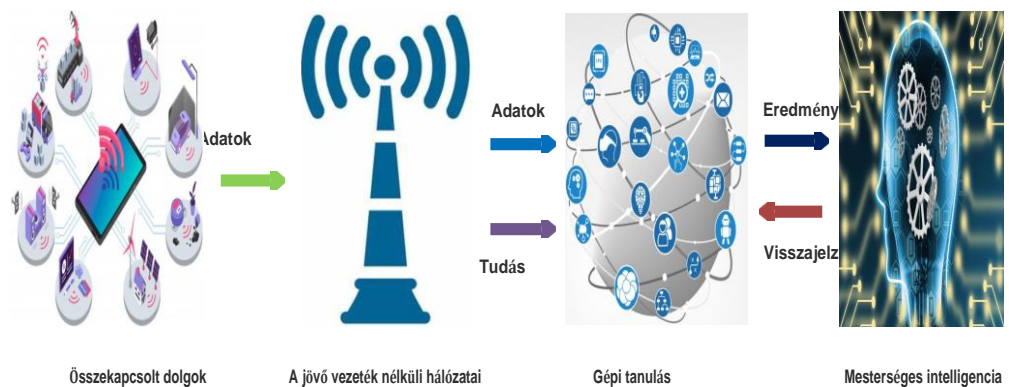 Adatok
Adatok
Eredmény
Tudás
Visszajelz
Összekapcsolt dolgok
A jövő vezeték nélküli hálózatai
Gépi tanulás
Mesterséges intelligencia